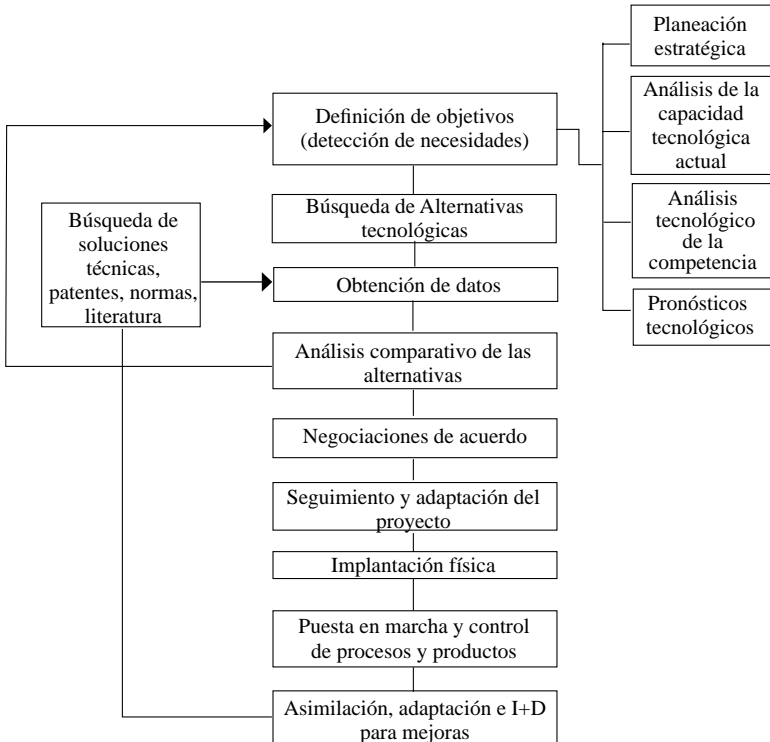 Planeación
estratégica
Análisis de la
capacidad
tecnológica
actual
Análisis
tecnológico
de la
competencia
Pronósticos
tecnológicos
Definición de objetivos
(detección de necesidades)
Búsqueda de Alternativas
tecnológicas
Búsqueda de
soluciones
técnicas,
patentes, normas,
literatura
Obtención de datos
Análisis comparativo de las
alternativas
Negociaciones de acuerdo
Seguimiento y adaptación del
proyecto
Implantación física
Puesta en marcha y control
de procesos y productos
Asimilación, adaptación e I+D
para mejoras